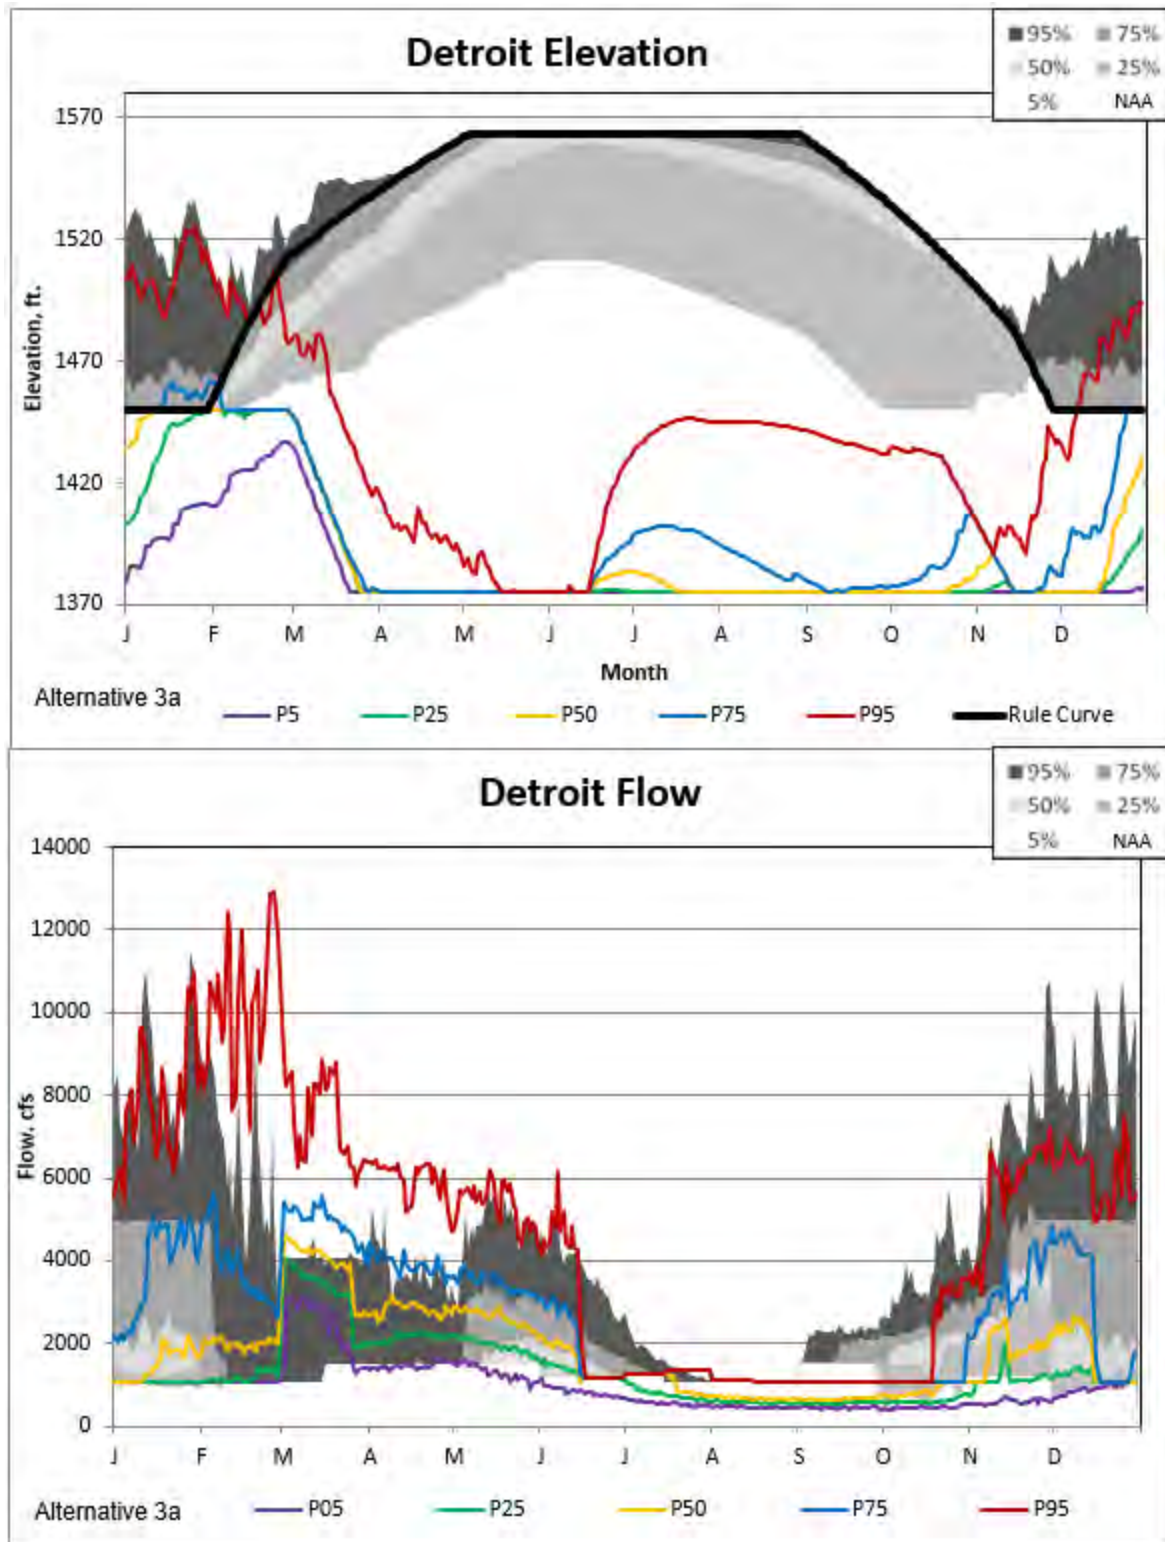 Detroit Elevation
95% 75%
50% 25%
5% NAA
1570
1520
1470
1420
1370
Elevation, ft.
J F M A M J J A S O N D
Month
Alternative 3a
P5 P25 P50 P75 P95 Rule Curve
Detroit Flow
95% 75%
50% 25%
5% NAA
14000
12000
10000
8000
6000
4000
2000
0
Flow, cfs
J F M A M J J A S O N D
Alternative 3a
P05 P25 P50 P75 P95